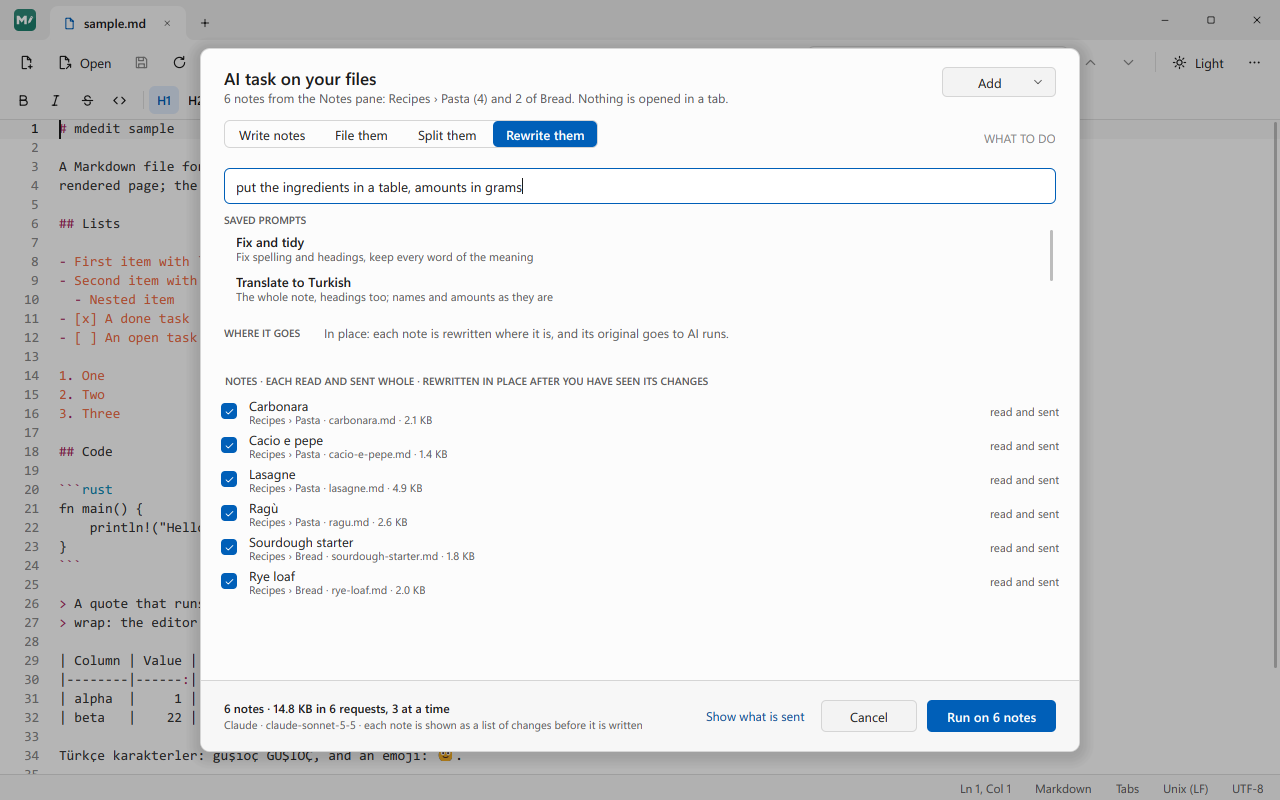 sample.md
Open
Light
B I S <> H1 H2
AI task on your files
6 notes from the Notes pane: Recipes › Pasta (4) and 2 of Bread. Nothing is opened in a tab.
Add
Write notes File them Split them Rewrite them
WHAT TO DO
put the ingredients in a table, amounts in grams
SAVED PROMPTS
Fix and tidy
Fix spelling and headings, keep every word of the meaning
Translate to Turkish
The whole note, headings too; names and amounts as they are
WHERE IT GOES In place: each note is rewritten where it is, and its original goes to AI runs.
NOTES · EACH READ AND SENT WHOLE · REWRITTEN IN PLACE AFTER YOU HAVE SEEN ITS CHANGES
Carbonara
Recipes › Pasta · carbonara.md · 2.1 KB
read and sent
Cacio e pepe
Recipes › Pasta · cacio-e-pepe.md · 1.4 KB
read and sent
Lasagne
Recipes › Pasta · lasagne.md · 4.9 KB
read and sent
Ragù
Recipes › Pasta · ragu.md · 2.6 KB
read and sent
Sourdough starter
Recipes › Bread · sourdough-starter.md · 1.8 KB
read and sent
Rye loaf
Recipes › Bread · rye-loaf.md · 2.0 KB
read and sent
6 notes · 14.8 KB in 6 requests, 3 at a time
Claude · claude-sonnet-5-5 · each note is shown as a list of changes before it is written
Show what is sent
Cancel
Run on 6 notes
1 # mdedit sample
2
3 A Markdown file for
4 rendered page; the
5
6 ## Lists
7
8 - First item with
9 - Second item with
10 - Nested item
11 - [x] A done task
12 - [ ] An open task
13
14 1. One
15 2. Two
16 3. Three
17
18 ## Code
19
20 ```rust
21 fn main() {
22 println!("Hello
23 }
24 ```
25
26 > A quote that runs
27 > wrap: the editor
28
29 | Column | Value |
30 |--------|------:|
31 | alpha | 1 |
32 | beta | 22 |
33
34 Türkçe karakterler: ğüşıöç ĞÜŞİÖÇ, and an emoji: 🙂.
35
Ln 1, Col 1 Markdown Tabs Unix (LF) UTF-8